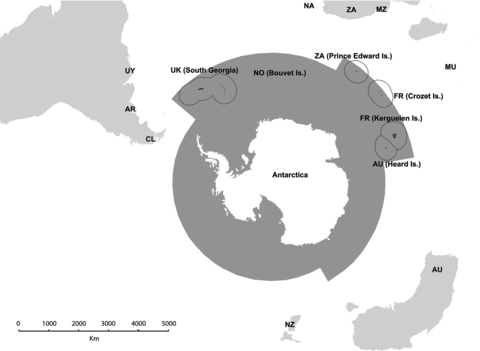 NA
ZA
MZ
ZA (Prince Edward Is.)
MU
UY
UK (South Georgia)
NO (Bouvet Is.)
FR (Crozet Is.)
AR
FR (Kerguelen Is.)
CL
AU (Heard Is.)
Antarctica
AU
NZ
0 1000 2000 3000 4000 5000
Km